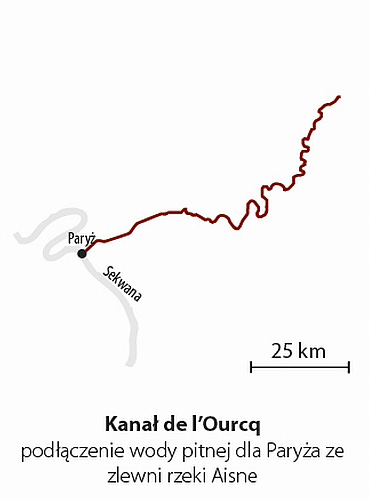 Paryż
Sekwana
25 km
Kanał de l'Ourcq
podłączenie wody pitnej dla Paryża ze
zlewni rzeki Aisne